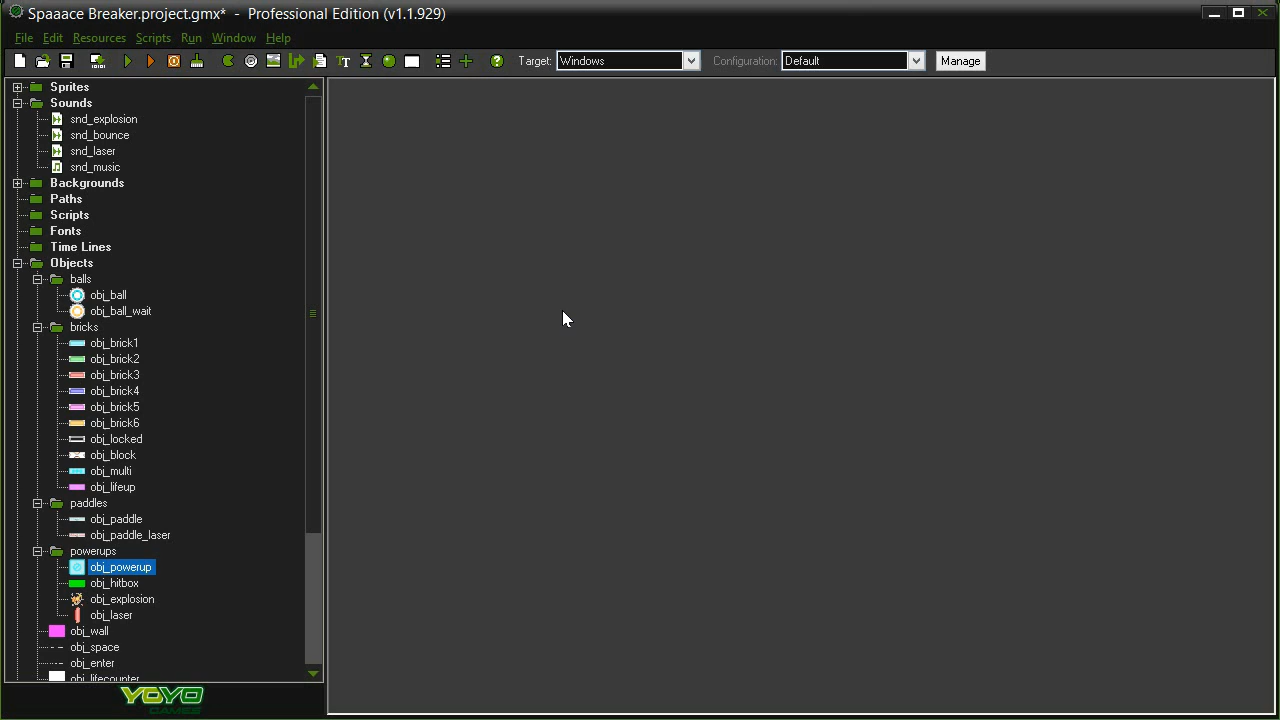 Spaaace Breaker.project.gmx* - Professional Edition (v1.1.929)
File Edit Resources Scripts Run Window Help
Target: Windows Configuration: Default Manage
Sprites
Sounds
snd_explosion
snd_bounce
snd_laser
snd_music
Backgrounds
Paths
Scripts
Fonts
Time Lines
Objects
balls
obj_ball
obj_ball_wait
bricks
obj_brick1
obj_brick2
obj_brick3
obj_brick4
obj_brick5
obj_brick6
obj_locked
obj_block
obj_multi
obj_lifeup
paddles
obj_paddle
obj_paddle_laser
powerups
obj_powerup
obj_hitbox
obj_explosion
obj_laser
obj_wall
obj_space
obj_enter
obj_lifecounter
YOYO
GAMES